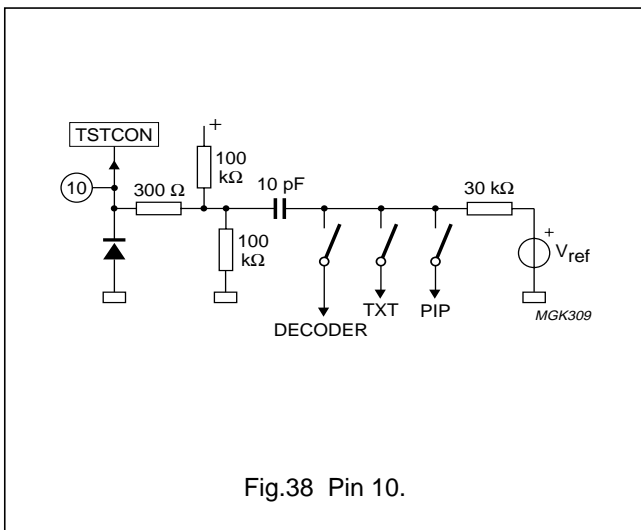 TSTCON
+
100
kΩ
10
300 Ω
10 pF
30 kΩ
100
kΩ
+
Vref
DECODER
TXT
PIP
MGK309
Fig.38 Pin 10.